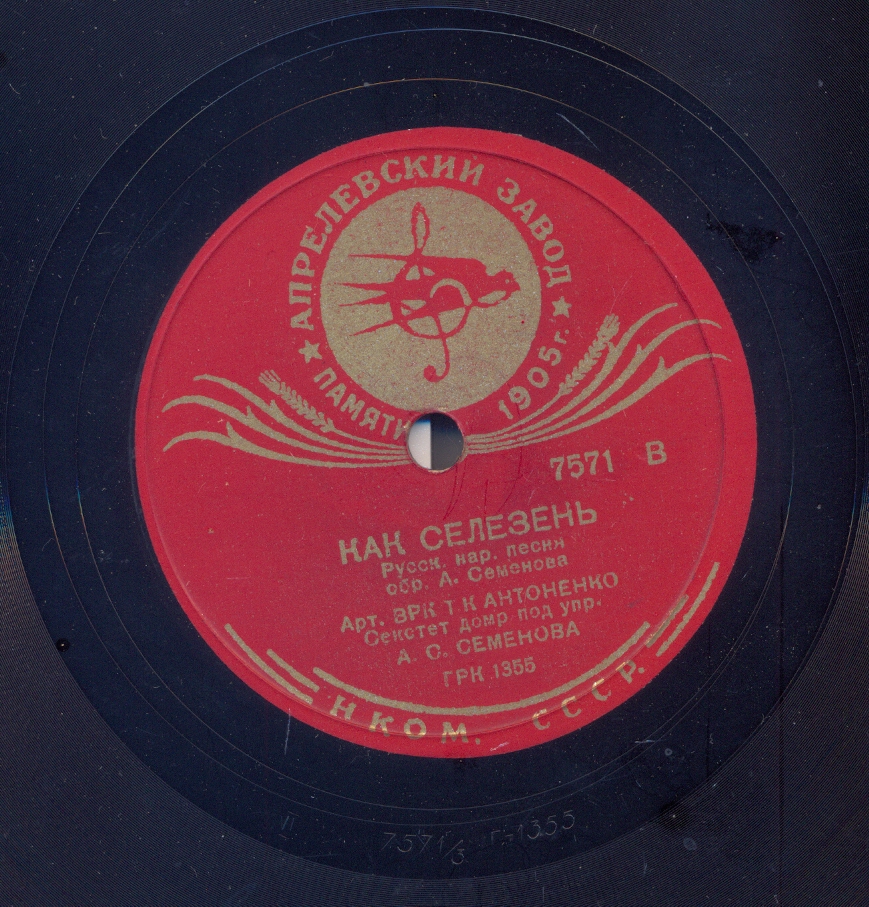 ★ АПРЕЛЕВСКИЙ ЗАВОД ★
ПАМЯТИ 1905 г.
7571 В
КАК СЕЛЕЗЕНЬ
Русск. нар. песня
обр. А. Семенова
Арт. ВРК Т К АНТОНЕНКО
Секстет домр под упр.
А. С. СЕМЕНОВА
ГРК 1355
НКОМ. СССР.
7571/3 г-1355